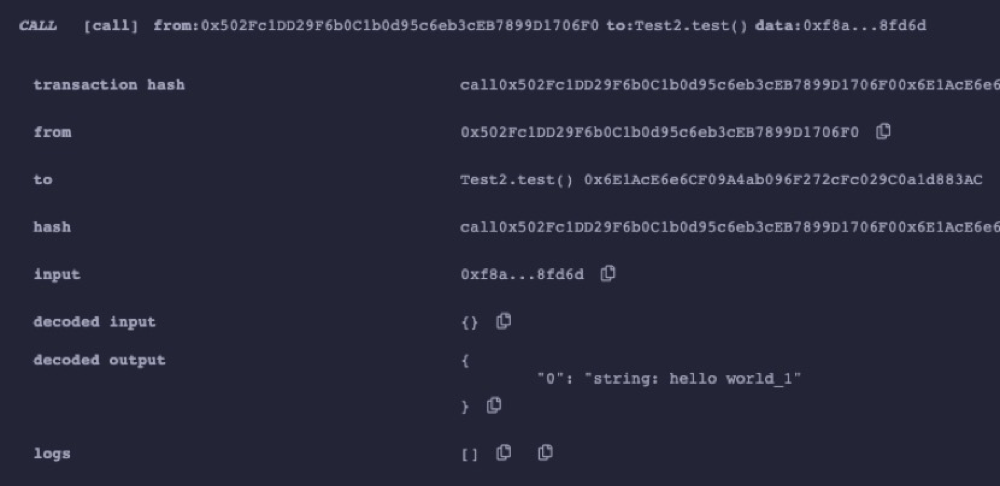 CALL [call] from:0x502Fc1DD29F6b0C1b0d95c6eb3cEB7899D1706F0 to:Test2.test() data:0xf8a...8fd6d
transaction hash call0x502Fc1DD29F6b0C1b0d95c6eb3cEB7899D1706F00x6E1AcE6e6
from 0x502Fc1DD29F6b0C1b0d95c6eb3cEB7899D1706F0
to Test2.test() 0x6E1AcE6e6CF09A4ab096F272cFc029C0a1d883AC
hash call0x502Fc1DD29F6b0C1b0d95c6eb3cEB7899D1706F00x6E1AcE6e6
input 0xf8a...8fd6d
decoded input {}
decoded output {
"0": "string: hello world_1"
}
logs []